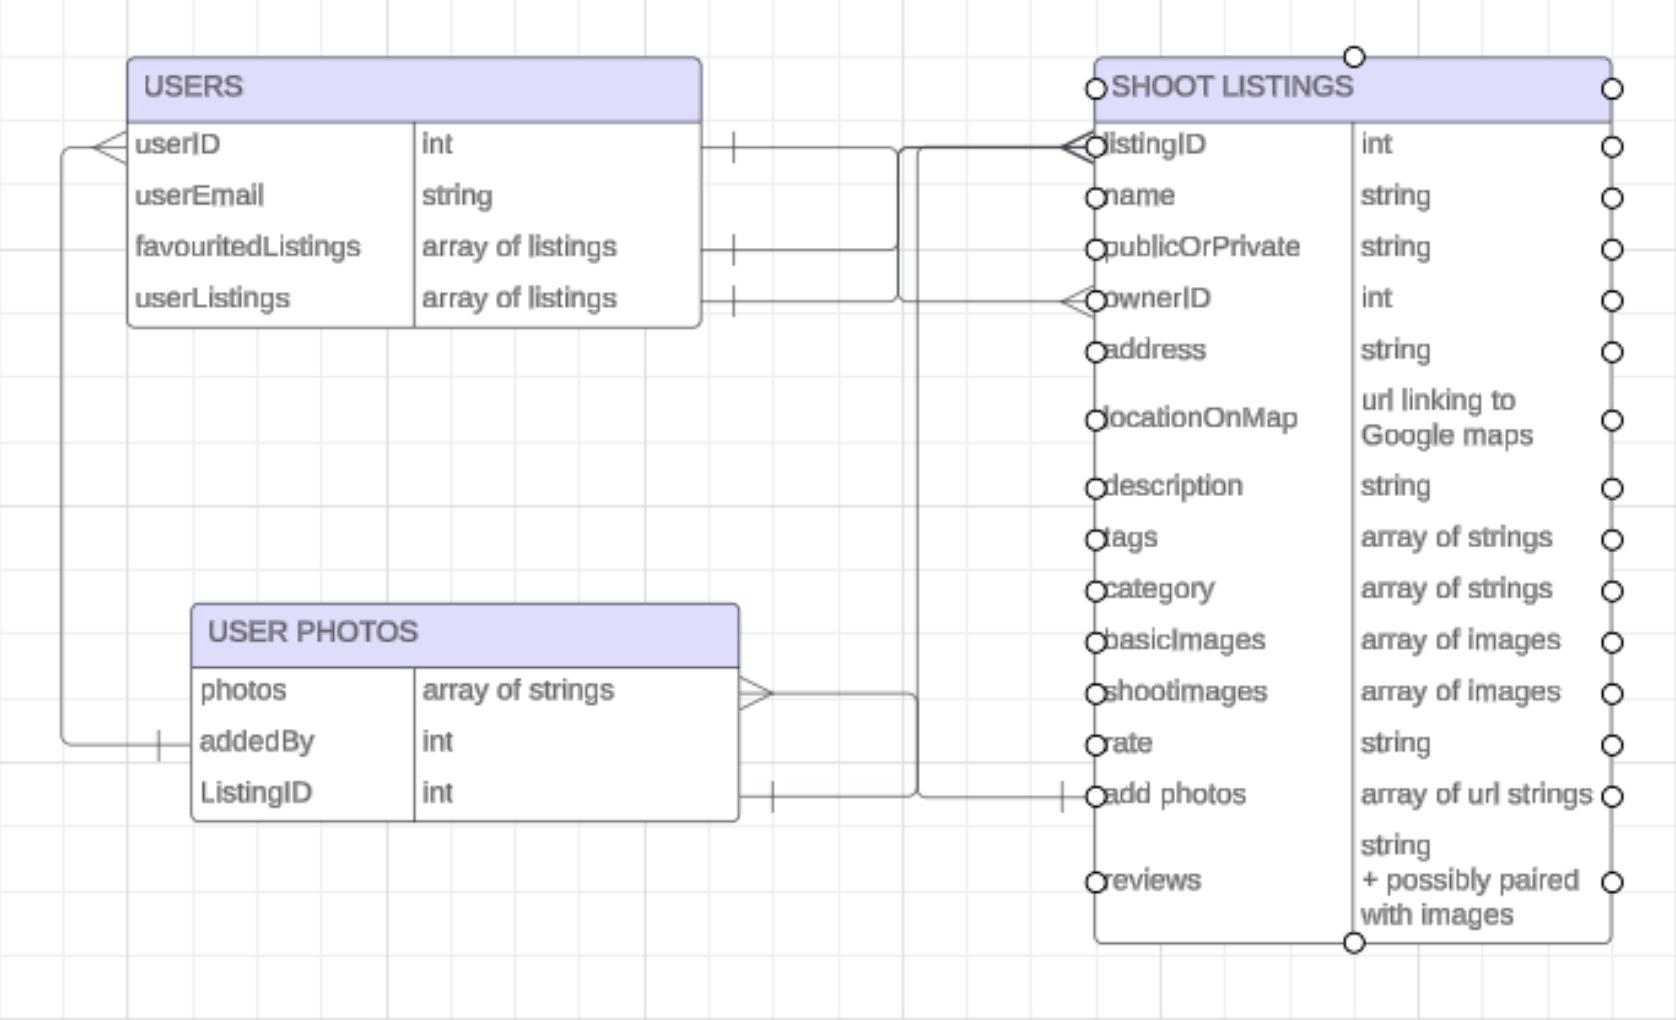 USERS
userID int
userEmail string
favouritedListings array of listings
userListings array of listings
SHOOT LISTINGS
listingID int
name string
publicOrPrivate string
ownerID int
address string
locationOnMap url linking to
Google maps
description string
tags array of strings
category array of strings
basicImages array of images
shootimages array of images
rate string
add photos array of url strings
reviews string
+ possibly paired
with images
USER PHOTOS
photos array of strings
addedBy int
ListingID int